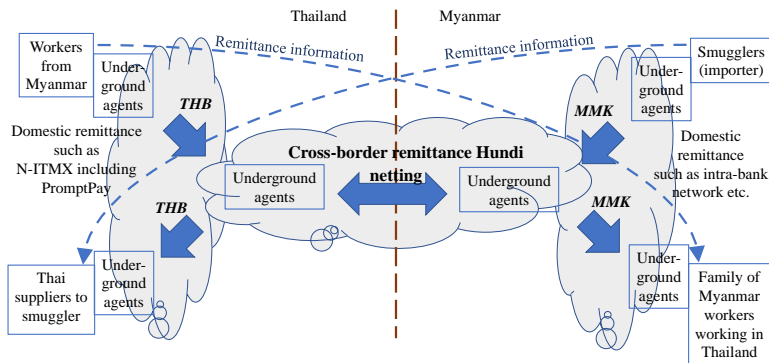 Thailand
Myanmar
Workers
from
Myanmar
Under-
ground
agents
Remittance information
Remittance information
Smugglers
(importer)
Under-
ground
agents
THB
MMK
Domestic remittance
such as
N-ITMX including
PromptPay
Domestic
remittance
such as intra-bank
network etc.
Cross-border remittance Hundi
netting
Underground
agents
Underground
agents
THB
MMK
Thai
suppliers to
smuggler
Under-
ground
agents
Under-
ground
agents
Family of
Myanmar
workers
working in
Thailand